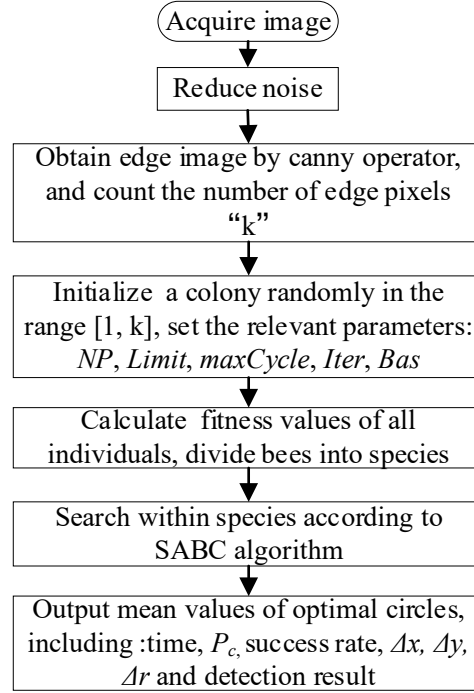 Acquire image
Reduce noise
Obtain edge image by canny operator,
and count the number of edge pixels
“k”
Initialize a colony randomly in the
range [1, k], set the relevant parameters:
NP, Limit, maxCycle, Iter, Bas
Calculate fitness values of all
individuals, divide bees into species
Search within species according to
SABC algorithm
Output mean values of optimal circles,
including :time, Pc, success rate, Δx, Δy,
Δr and detection result